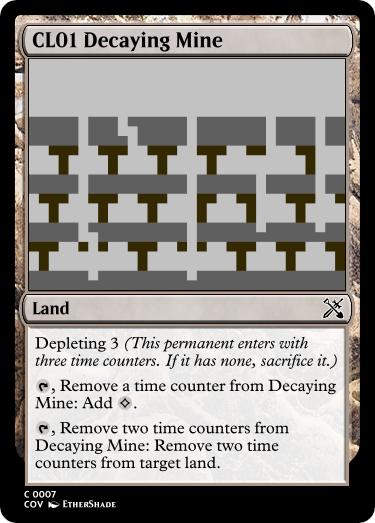 CL01 Decaying Mine
Land
Depleting 3 (This permanent enters with
three time counters. If it has none, sacrifice it.)
, Remove a time counter from Decaying
Mine: Add .
, Remove two time counters from
Decaying Mine: Remove two time
counters from target land.
C 0007
COV EtherShade